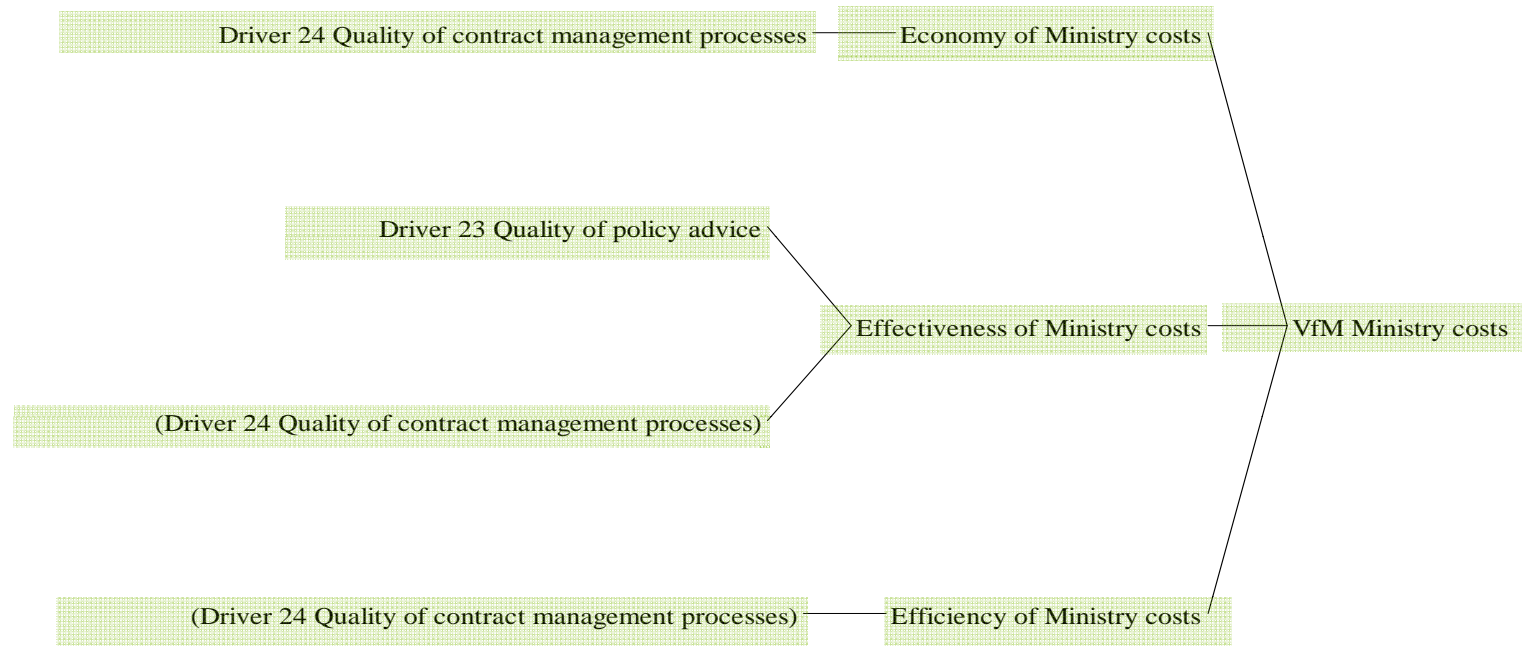 Driver 24 Quality of contract management processes
Economy of Ministry costs
Driver 23 Quality of policy advice
Effectiveness of Ministry costs
VfM Ministry costs
(Driver 24 Quality of contract management processes)
(Driver 24 Quality of contract management processes)
Efficiency of Ministry costs